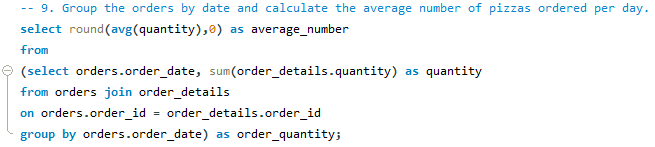 -- 9. Group the orders by date and calculate the average number of pizzas ordered per day.
select round(avg(quantity),0) as average_number
from
(select orders.order_date, sum(order_details.quantity) as quantity
from orders join order_details
on orders.order_id = order_details.order_id
group by orders.order_date) as order_quantity;